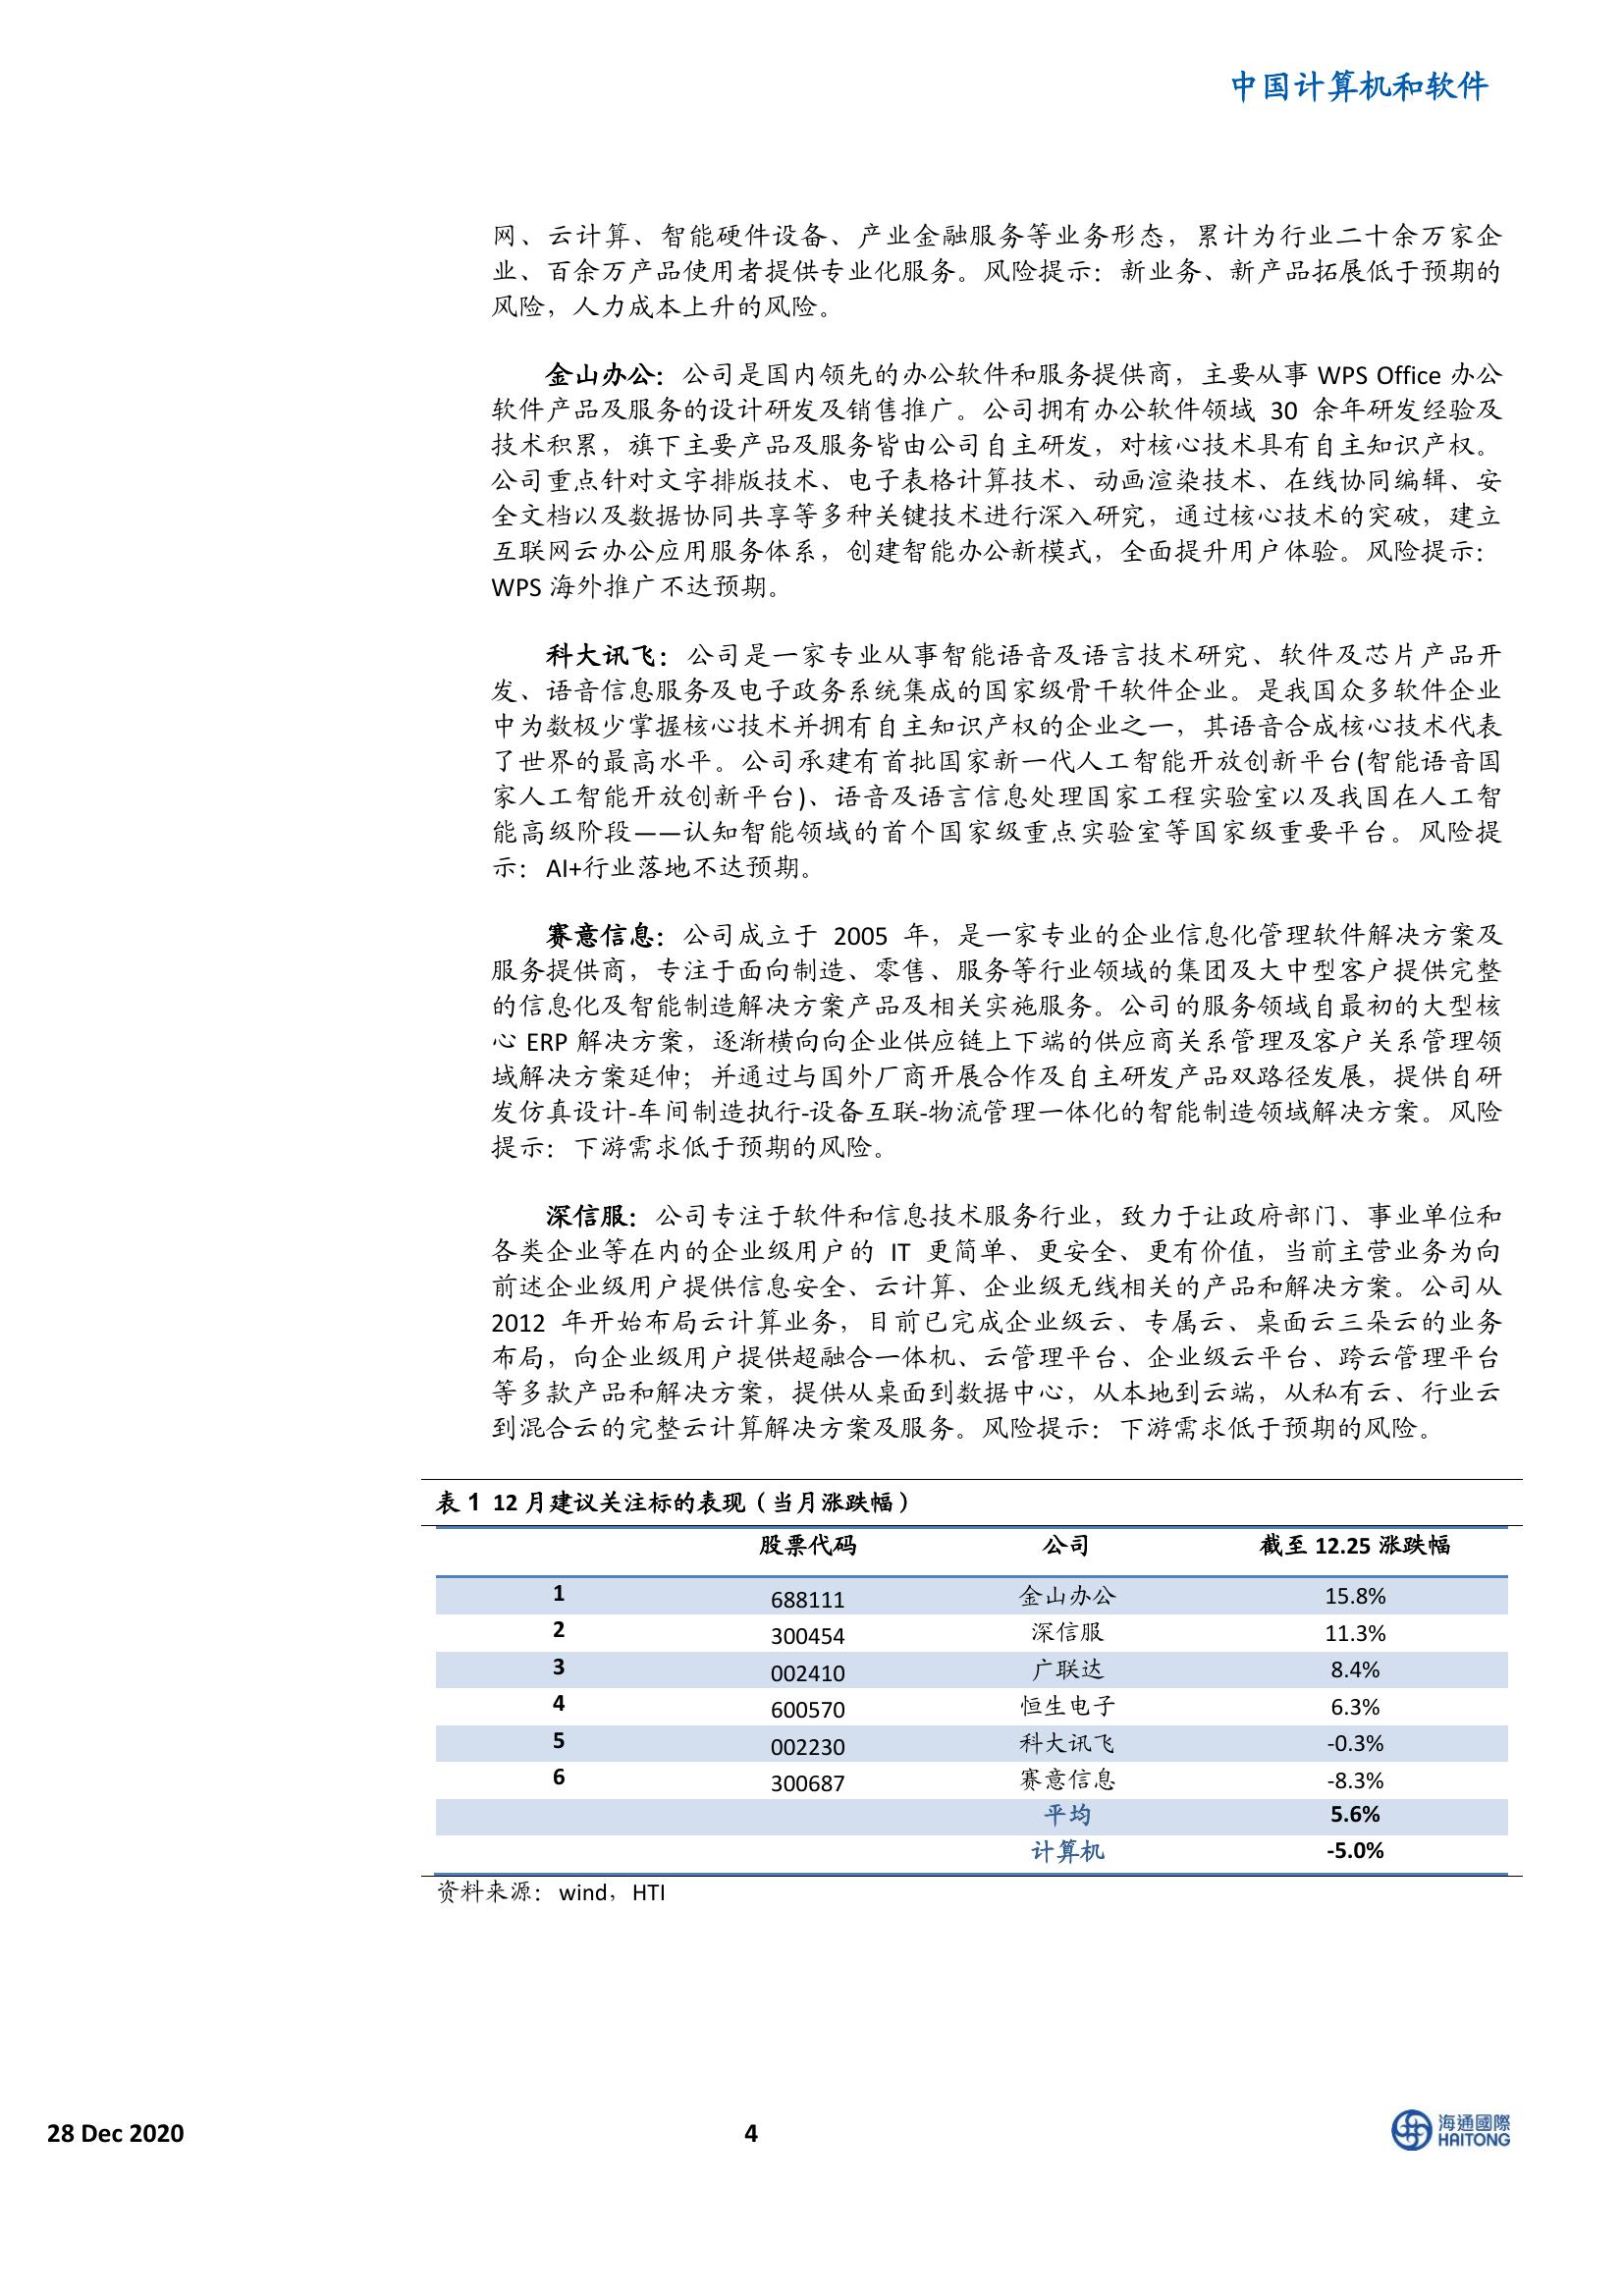 中国计算机和软件
网、云计算、智能硬件设备、产业金融服务等业务形态，累计为行业二十余万家企
业、百余万产品使用者提供专业化服务。风险提示：新业务、新产品拓展低于预期的
风险，人力成本上升的风险。
金山办公：公司是国内领先的办公软件和服务提供商，主要从事 WPS Office 办公
软件产品及服务的设计研发及销售推广。公司拥有办公软件领域 30 余年研发经验及
技术积累，旗下主要产品及服务皆由公司自主研发，对核心技术具有自主知识产权。
公司重点针对文字排版技术、电子表格计算技术、动画渲染技术、在线协同编辑、安
全文档以及数据协同共享等多种关键技术进行深入研究，通过核心技术的突破，建立
互联网云办公应用服务体系，创建智能办公新模式，全面提升用户体验。风险提示：
WPS 海外推广不达预期。
科大讯飞：公司是一家专业从事智能语音及语言技术研究、软件及芯片产品开
发、语音信息服务及电子政务系统集成的国家级骨干软件企业。是我国众多软件企业
中为数极少掌握核心技术并拥有自主知识产权的企业之一，其语音合成核心技术代表
了世界的最高水平。公司承建有首批国家新一代人工智能开放创新平台(智能语音国
家人工智能开放创新平台)、语音及语言信息处理国家工程实验室以及我国在人工智
能高级阶段——认知智能领域的首个国家级重点实验室等国家级重要平台。风险提
示：AI+行业落地不达预期。
赛意信息：公司成立于 2005 年，是一家专业的企业信息化管理软件解决方案及
服务提供商，专注于面向制造、零售、服务等行业领域的集团及大中型客户提供完整
的信息化及智能制造解决方案产品及相关实施服务。公司的服务领域自最初的大型核
心 ERP 解决方案，逐渐横向向企业供应链上下端的供应商关系管理及客户关系管理领
域解决方案延伸；并通过与国外厂商开展合作及自主研发产品双路径发展，提供自研
发仿真设计-车间制造执行-设备互联-物流管理一体化的智能制造领域解决方案。风险
提示：下游需求低于预期的风险。
深信服：公司专注于软件和信息技术服务行业，致力于让政府部门、事业单位和
各类企业等在内的企业级用户的 IT 更简单、更安全、更有价值，当前主营业务为向
前述企业级用户提供信息安全、云计算、企业级无线相关的产品和解决方案。公司从
2012 年开始布局云计算业务，目前已完成企业级云、专属云、桌面云三朵云的业务
布局，向企业级用户提供超融合一体机、云管理平台、企业级云平台、跨云管理平台
等多款产品和解决方案，提供从桌面到数据中心，从本地到云端，从私有云、行业云
到混合云的完整云计算解决方案及服务。风险提示：下游需求低于预期的风险。
表 1 12 月建议关注标的表现（当月涨跌幅）
股票代码 公司 截至 12.25 涨跌幅
1 688111 金山办公 15.8%
2 300454 深信服 11.3%
3 002410 广联达 8.4%
4 600570 恒生电子 6.3%
5 002230 科大讯飞 -0.3%
6 300687 赛意信息 -8.3%
平均 5.6%
计算机 -5.0%
资料来源：wind，HTI
28 Dec 2020 4 海通國際
HAITONG